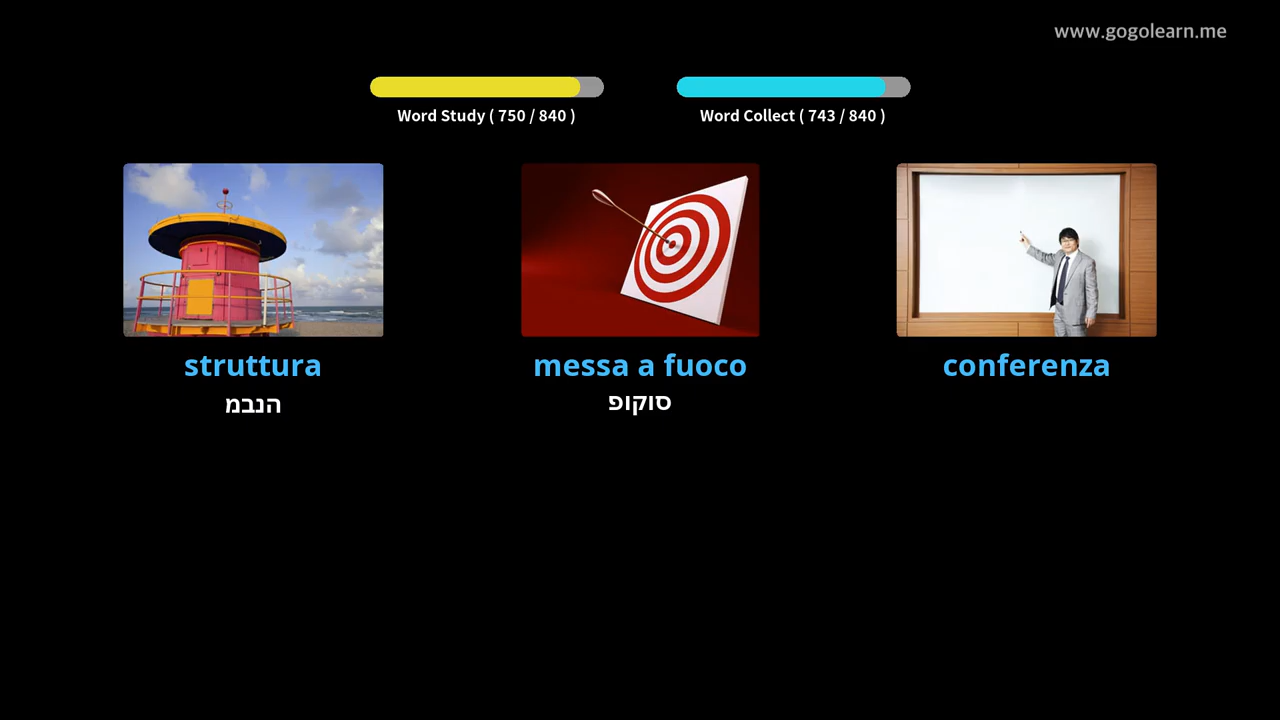 www.gogolearn.me
Word Study ( 750 / 840 )
Word Collect ( 743 / 840 )
struttura
הנבמ
messa a fuoco
סוקופ
conferenza